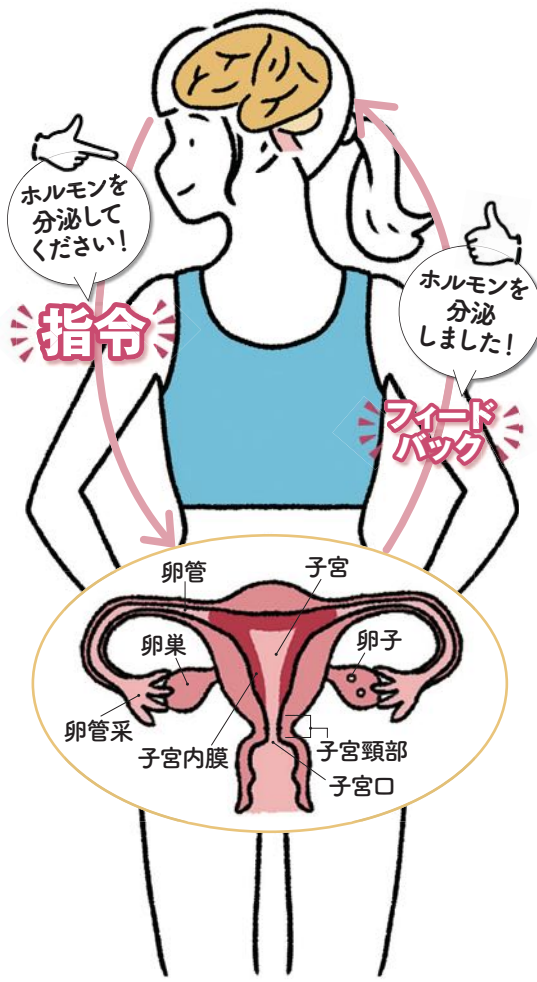 ホルモンを
分泌して
ください！
指令
ホルモンを
分泌
しました！
フィード
バック
卵管
子宮
卵巣
卵子
卵管采
子宮内膜
子宮頸部
子宮口